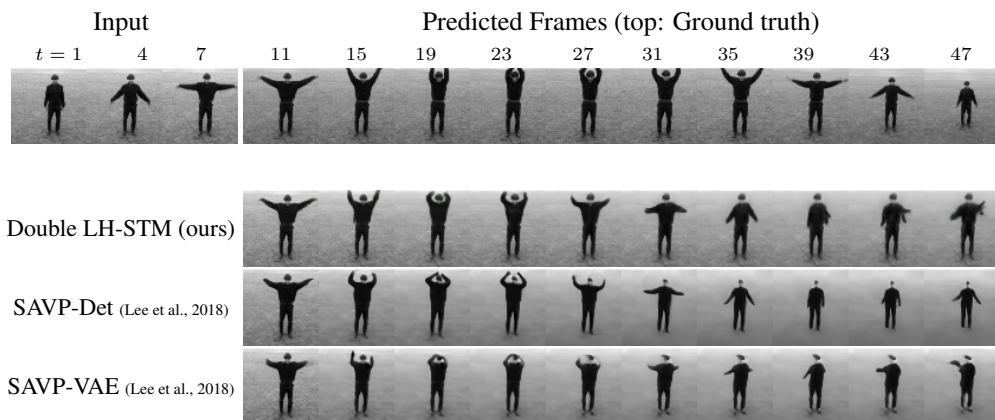 Input Predicted Frames (top: Ground truth)
t = 1 4 7 11 15 19 23 27 31 35 39 43 47
Double LH-STM (ours)
SAVP-Det (Lee et al., 2018)
SAVP-VAE (Lee et al., 2018)